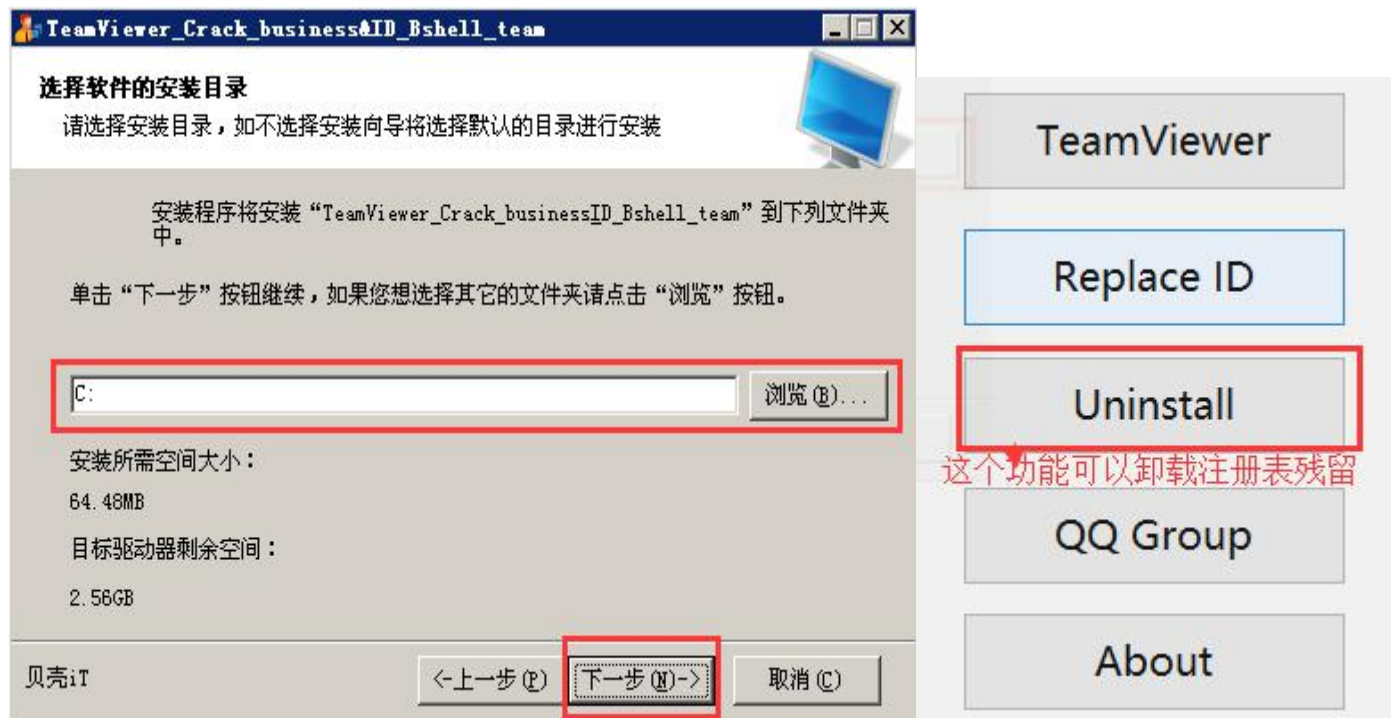 TeamViewer_Crack_business&ID_Bshell_team
选择软件的安装目录
请选择安装目录，如不选择安装向导将选择默认的目录进行安装
安装程序将安装“TeamViewer_Crack_businessID_Bshell_team”到下列文件夹
中。
单击“下一步”按钮继续，如果您想选择其它的文件夹请点击“浏览”按钮。
C:
浏览(B)...
安装所需空间大小：
64.48MB
目标驱动器剩余空间：
2.56GB
贝壳iT
<-上一步(P)
下一步(N)->
取消(C)
TeamViewer
Replace ID
Uninstall
这个功能可以卸载注册表残留
QQ Group
About